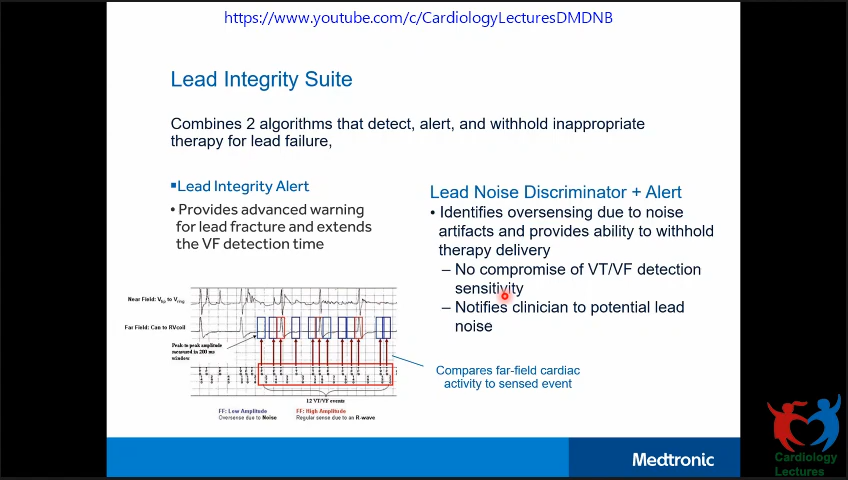 https://www.youtube.com/c/CardiologyLecturesDMDNB
Lead Integrity Suite
Combines 2 algorithms that detect, alert, and withhold inappropriate
therapy for lead failure,
▪Lead Integrity Alert
• Provides advanced warning
for lead fracture and extends
the VF detection time
Lead Noise Discriminator + Alert
• Identifies oversensing due to noise
artifacts and provides ability to withhold
therapy delivery
– No compromise of VT/VF detection
sensitivity
– Notifies clinician to potential lead
noise
Near Field: Vtip to Vring
Far Field: Can to RVcoil
Peak to peak amplitude
measured in 200 ms
window
12 VT/VF events
FF: Low Amplitude
Oversense due to Noise
FF: High Amplitude
Regular sense due to an R-wave
Compares far-field cardiac
activity to sensed event
Medtronic
Cardiology
Lectures